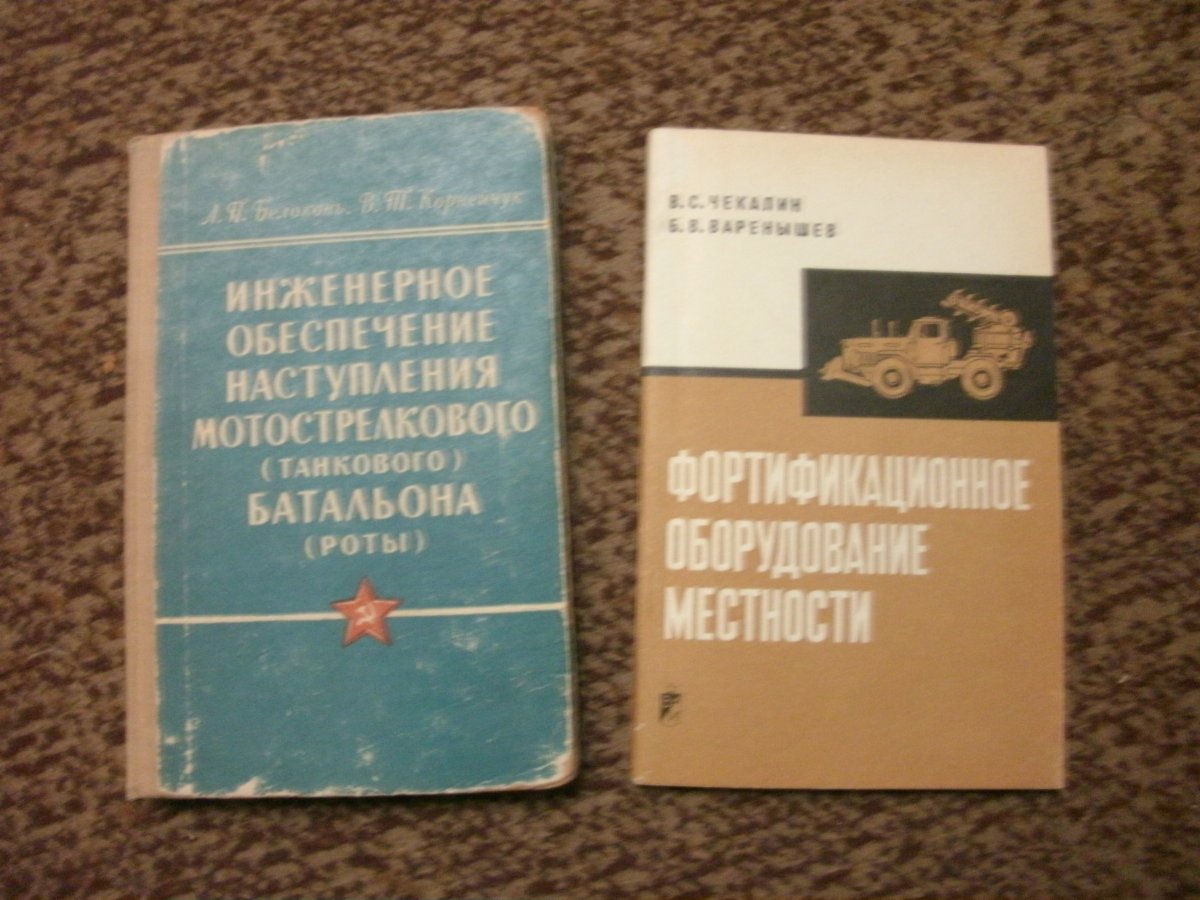 Л. П. Белоконь, В. Т. Корнейчук
ИНЖЕНЕРНОЕ
ОБЕСПЕЧЕНИЕ
НАСТУПЛЕНИЯ
МОТОСТРЕЛКОВОГО
(ТАНКОВОГО)
БАТАЛЬОНА
(РОТЫ)
В. С. ЧЕКАЛИН
Б. В. ВАРЕНЫШЕВ
ФОРТИФИКАЦИОННОЕ
ОБОРУДОВАНИЕ
МЕСТНОСТИ